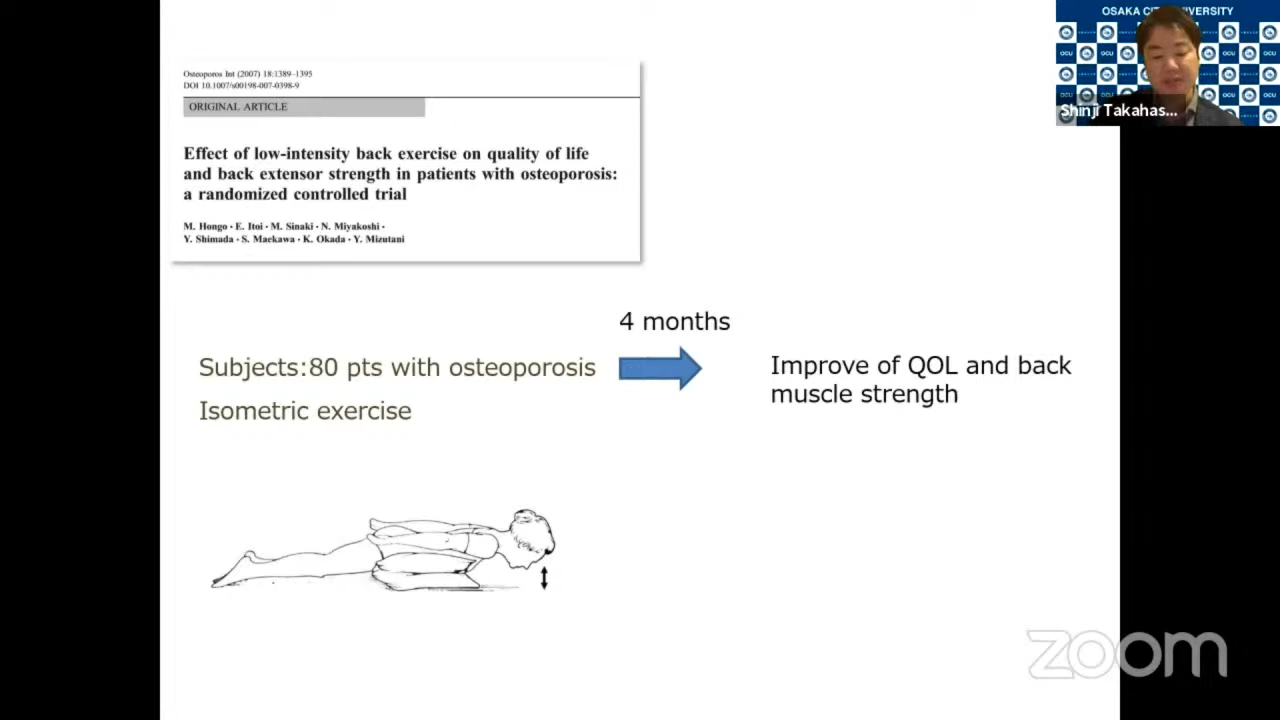 OSAKA CITY UNIVERSITY
Shinji Takahas...
Osteoporos Int (2007) 18:1389–1395
DOI 10.1007/s00198-007-0398-9
ORIGINAL ARTICLE
Effect of low-intensity back exercise on quality of life
and back extensor strength in patients with osteoporosis:
a randomized controlled trial
M. Hongo · E. Itoi · M. Sinaki · N. Miyakoshi ·
Y. Shimada · S. Maekawa · K. Okada · Y. Mizutani
4 months
Subjects:80 pts with osteoporosis
Isometric exercise
Improve of QOL and back
muscle strength
zoom